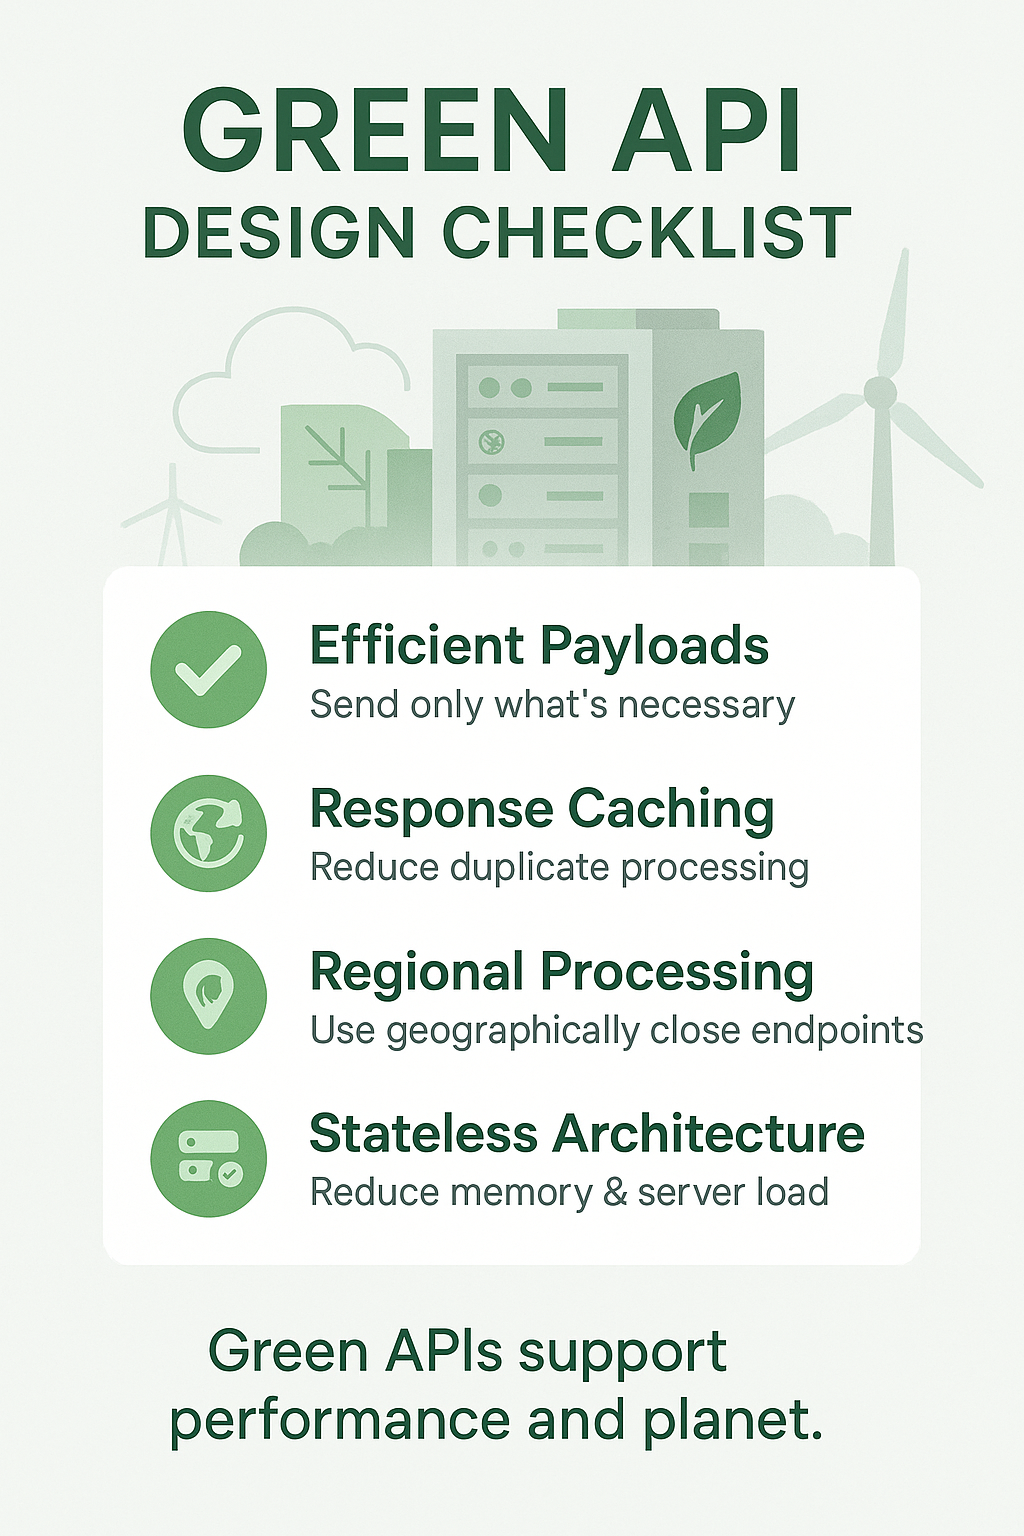 GREEN API
DESIGN CHECKLIST
Efficient Payloads
Send only what's necessary
Response Caching
Reduce duplicate processing
Regional Processing
Use geographically close endpoints
Stateless Architecture
Reduce memory & server load
Green APIs support
performance and planet.